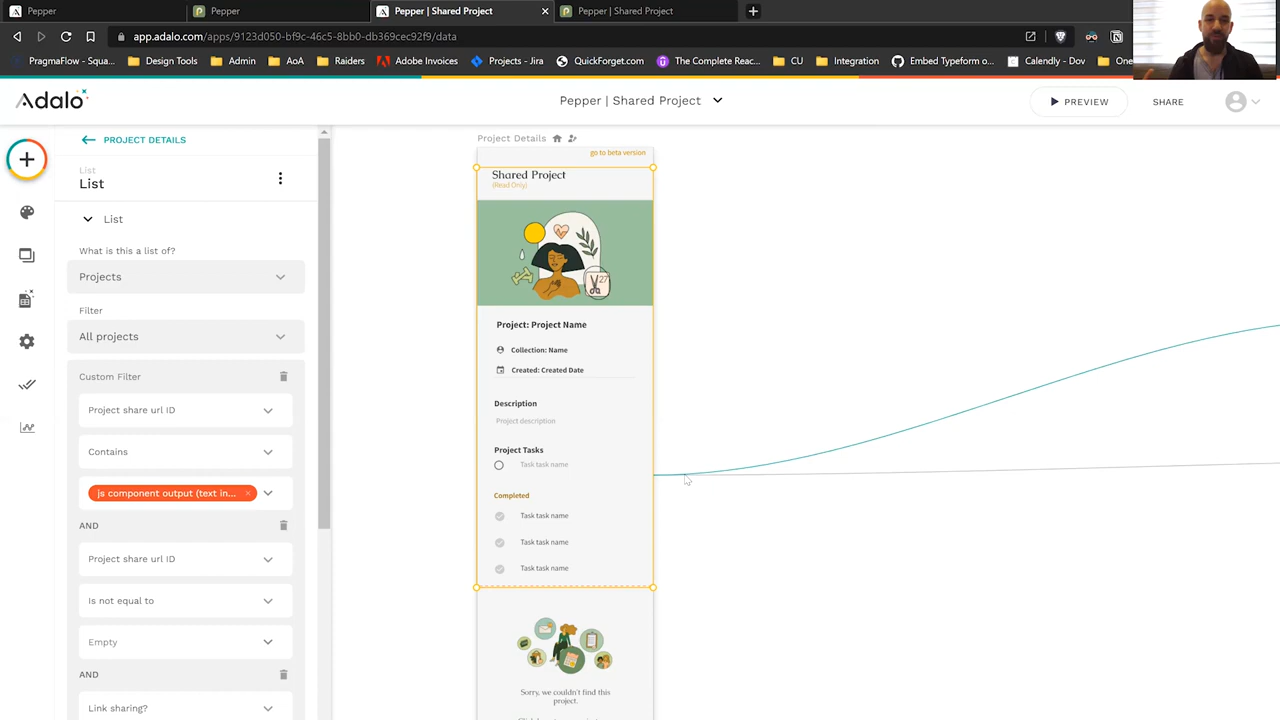 Pepper
Pepper
Pepper | Shared Project
Pepper | Shared Project
app.adalo.com/apps/9123d050-bf9c-46c5-8bb0-db369cec92f9/data
PragmaFlow - Squa...
Design Tools
Admin
AoA
Raiders
Adobe Invoi
Projects - Jira
QuickForget.com
The Complete Reac...
CU
Integration
Embed Typeform o...
Calendly - Dov
One
Adalo
Pepper | Shared Project
PREVIEW
SHARE
PROJECT DETAILS
List
List
List
What is this a list of?
Projects
Filter
All projects
Custom Filter
Project share url ID
Contains
js component output (text in...
AND
Project share url ID
Is not equal to
Empty
AND
Link sharing?
Project Details
go to beta version
Shared Project
(Read Only)
27
Project: Project Name
Collection: Name
Created: Created Date
Description
Project description
Project Tasks
Task task name
Completed
Task task name
Task task name
Task task name
Sorry, we couldn't find this
project.